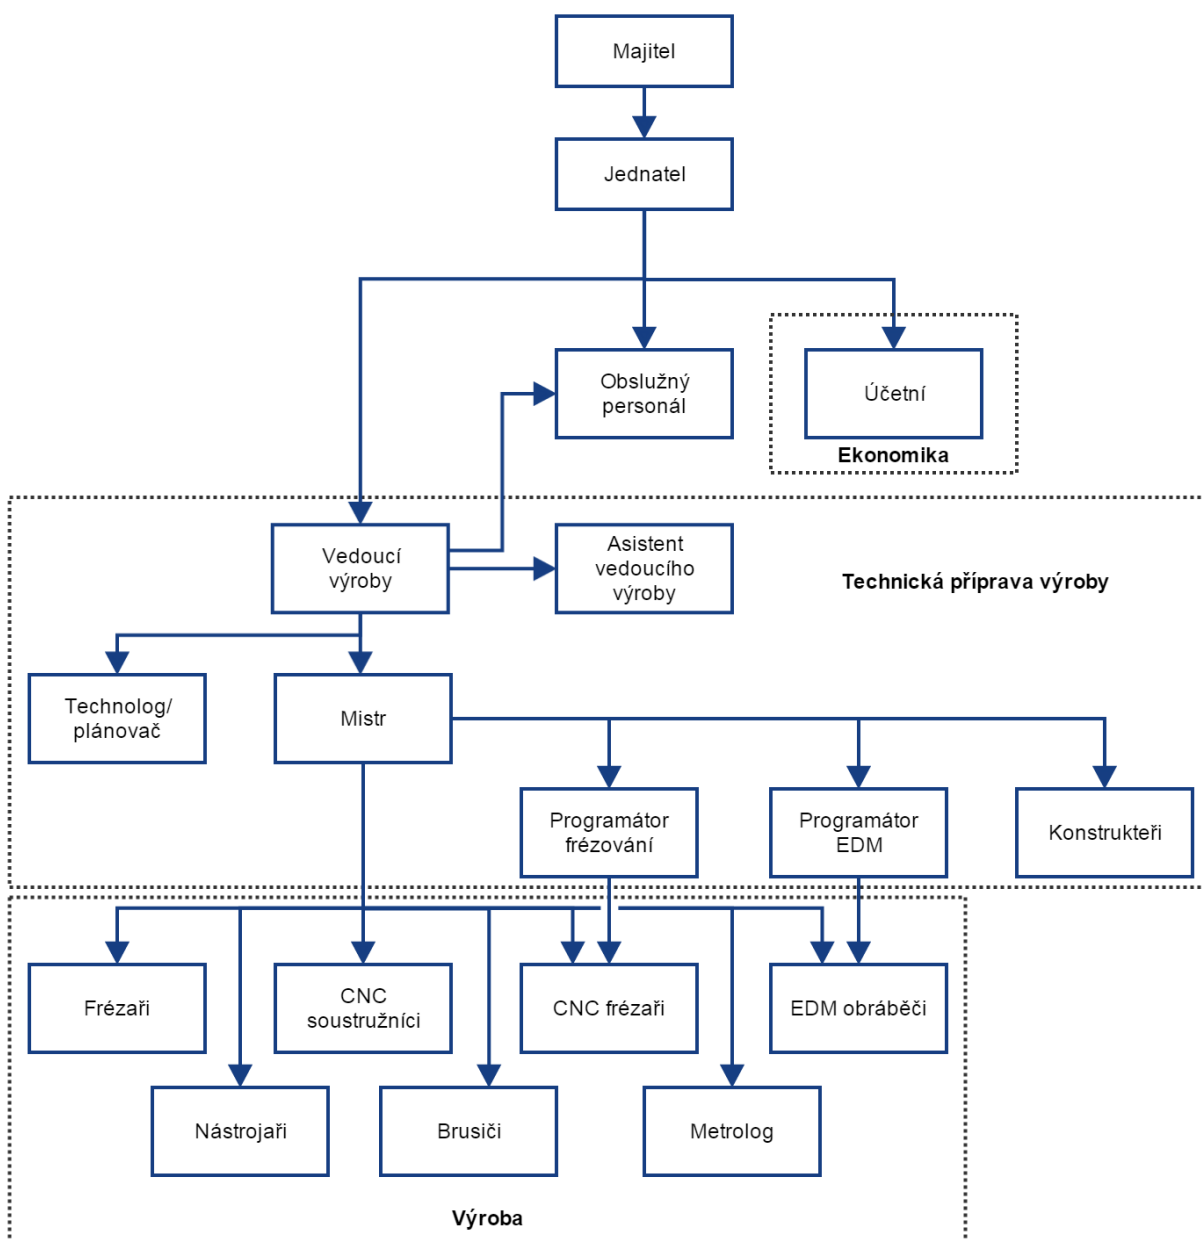 Majitel
Jednatel
Obslužný
personál
Účetní
Ekonomika
Vedoucí
výroby
Asistent
vedoucího
výroby
Technická příprava výroby
Technolog/
plánovač
Mistr
Programátor
frézování
Programátor
EDM
Konstrukteři
Frézaři
CNC
soustružníci
CNC frézaři
EDM obráběči
Nástrojaři
Brusiči
Metrolog
Výroba